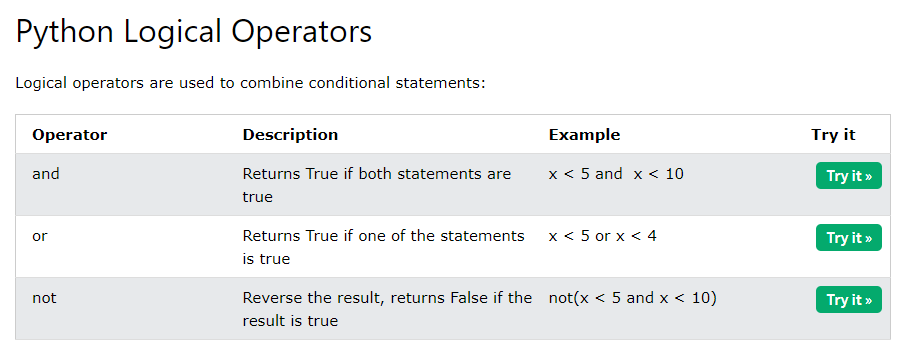 Python Logical Operators
Logical operators are used to combine conditional statements:
Operator Description Example Try it
and Returns True if both statements are x < 5 and  x < 10 Try it »
true
or Returns True if one of the statements x < 5 or x < 4 Try it »
is true
not Reverse the result, returns False if the not(x < 5 and x < 10) Try it »
result is true